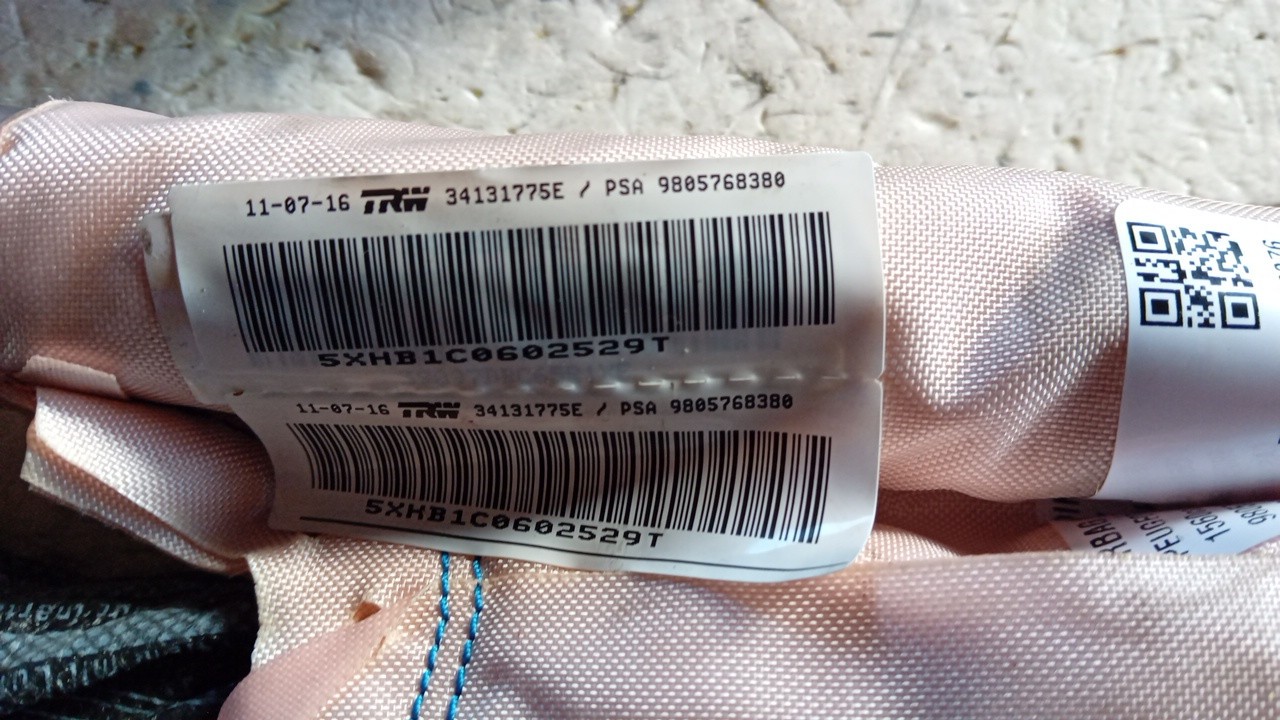 11-07-16 TRW 34131775E / PSA 9805768380
5XHB1C0602529T
11-07-16 TRW 34131775E / PSA 9805768380
5XHB1C0602529T